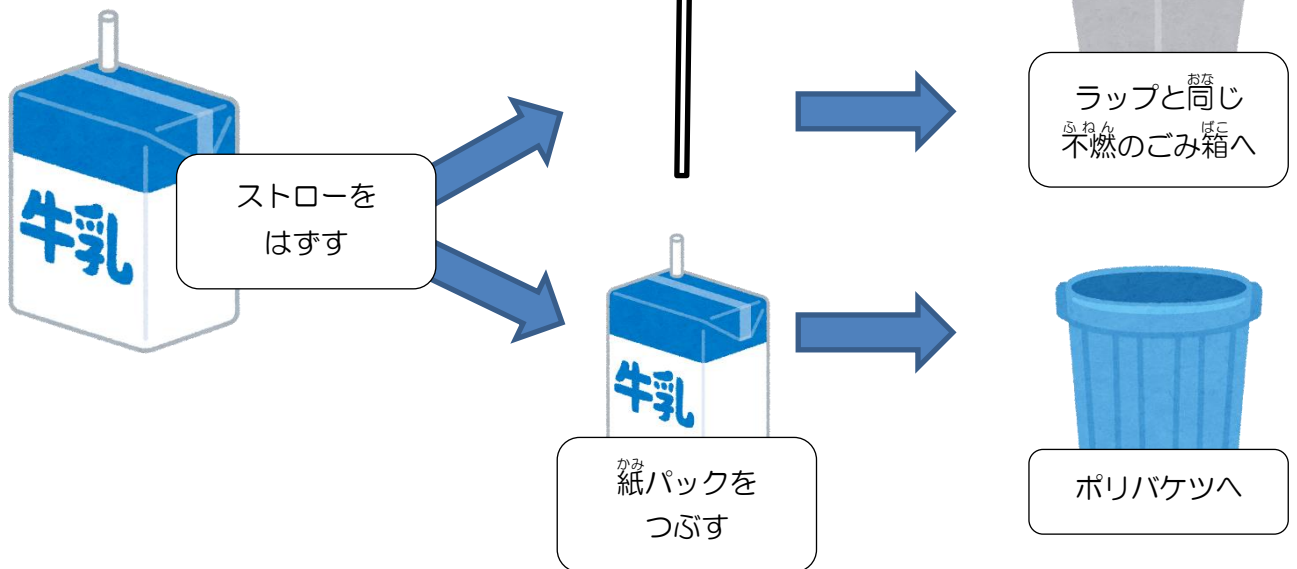 牛乳
ストローを
はずす
ラップと同じ
不燃のごみ箱へ
おな
ふねん
ばこ
牛乳
紙パックを
つぶす
かみ
ポリバケツへ